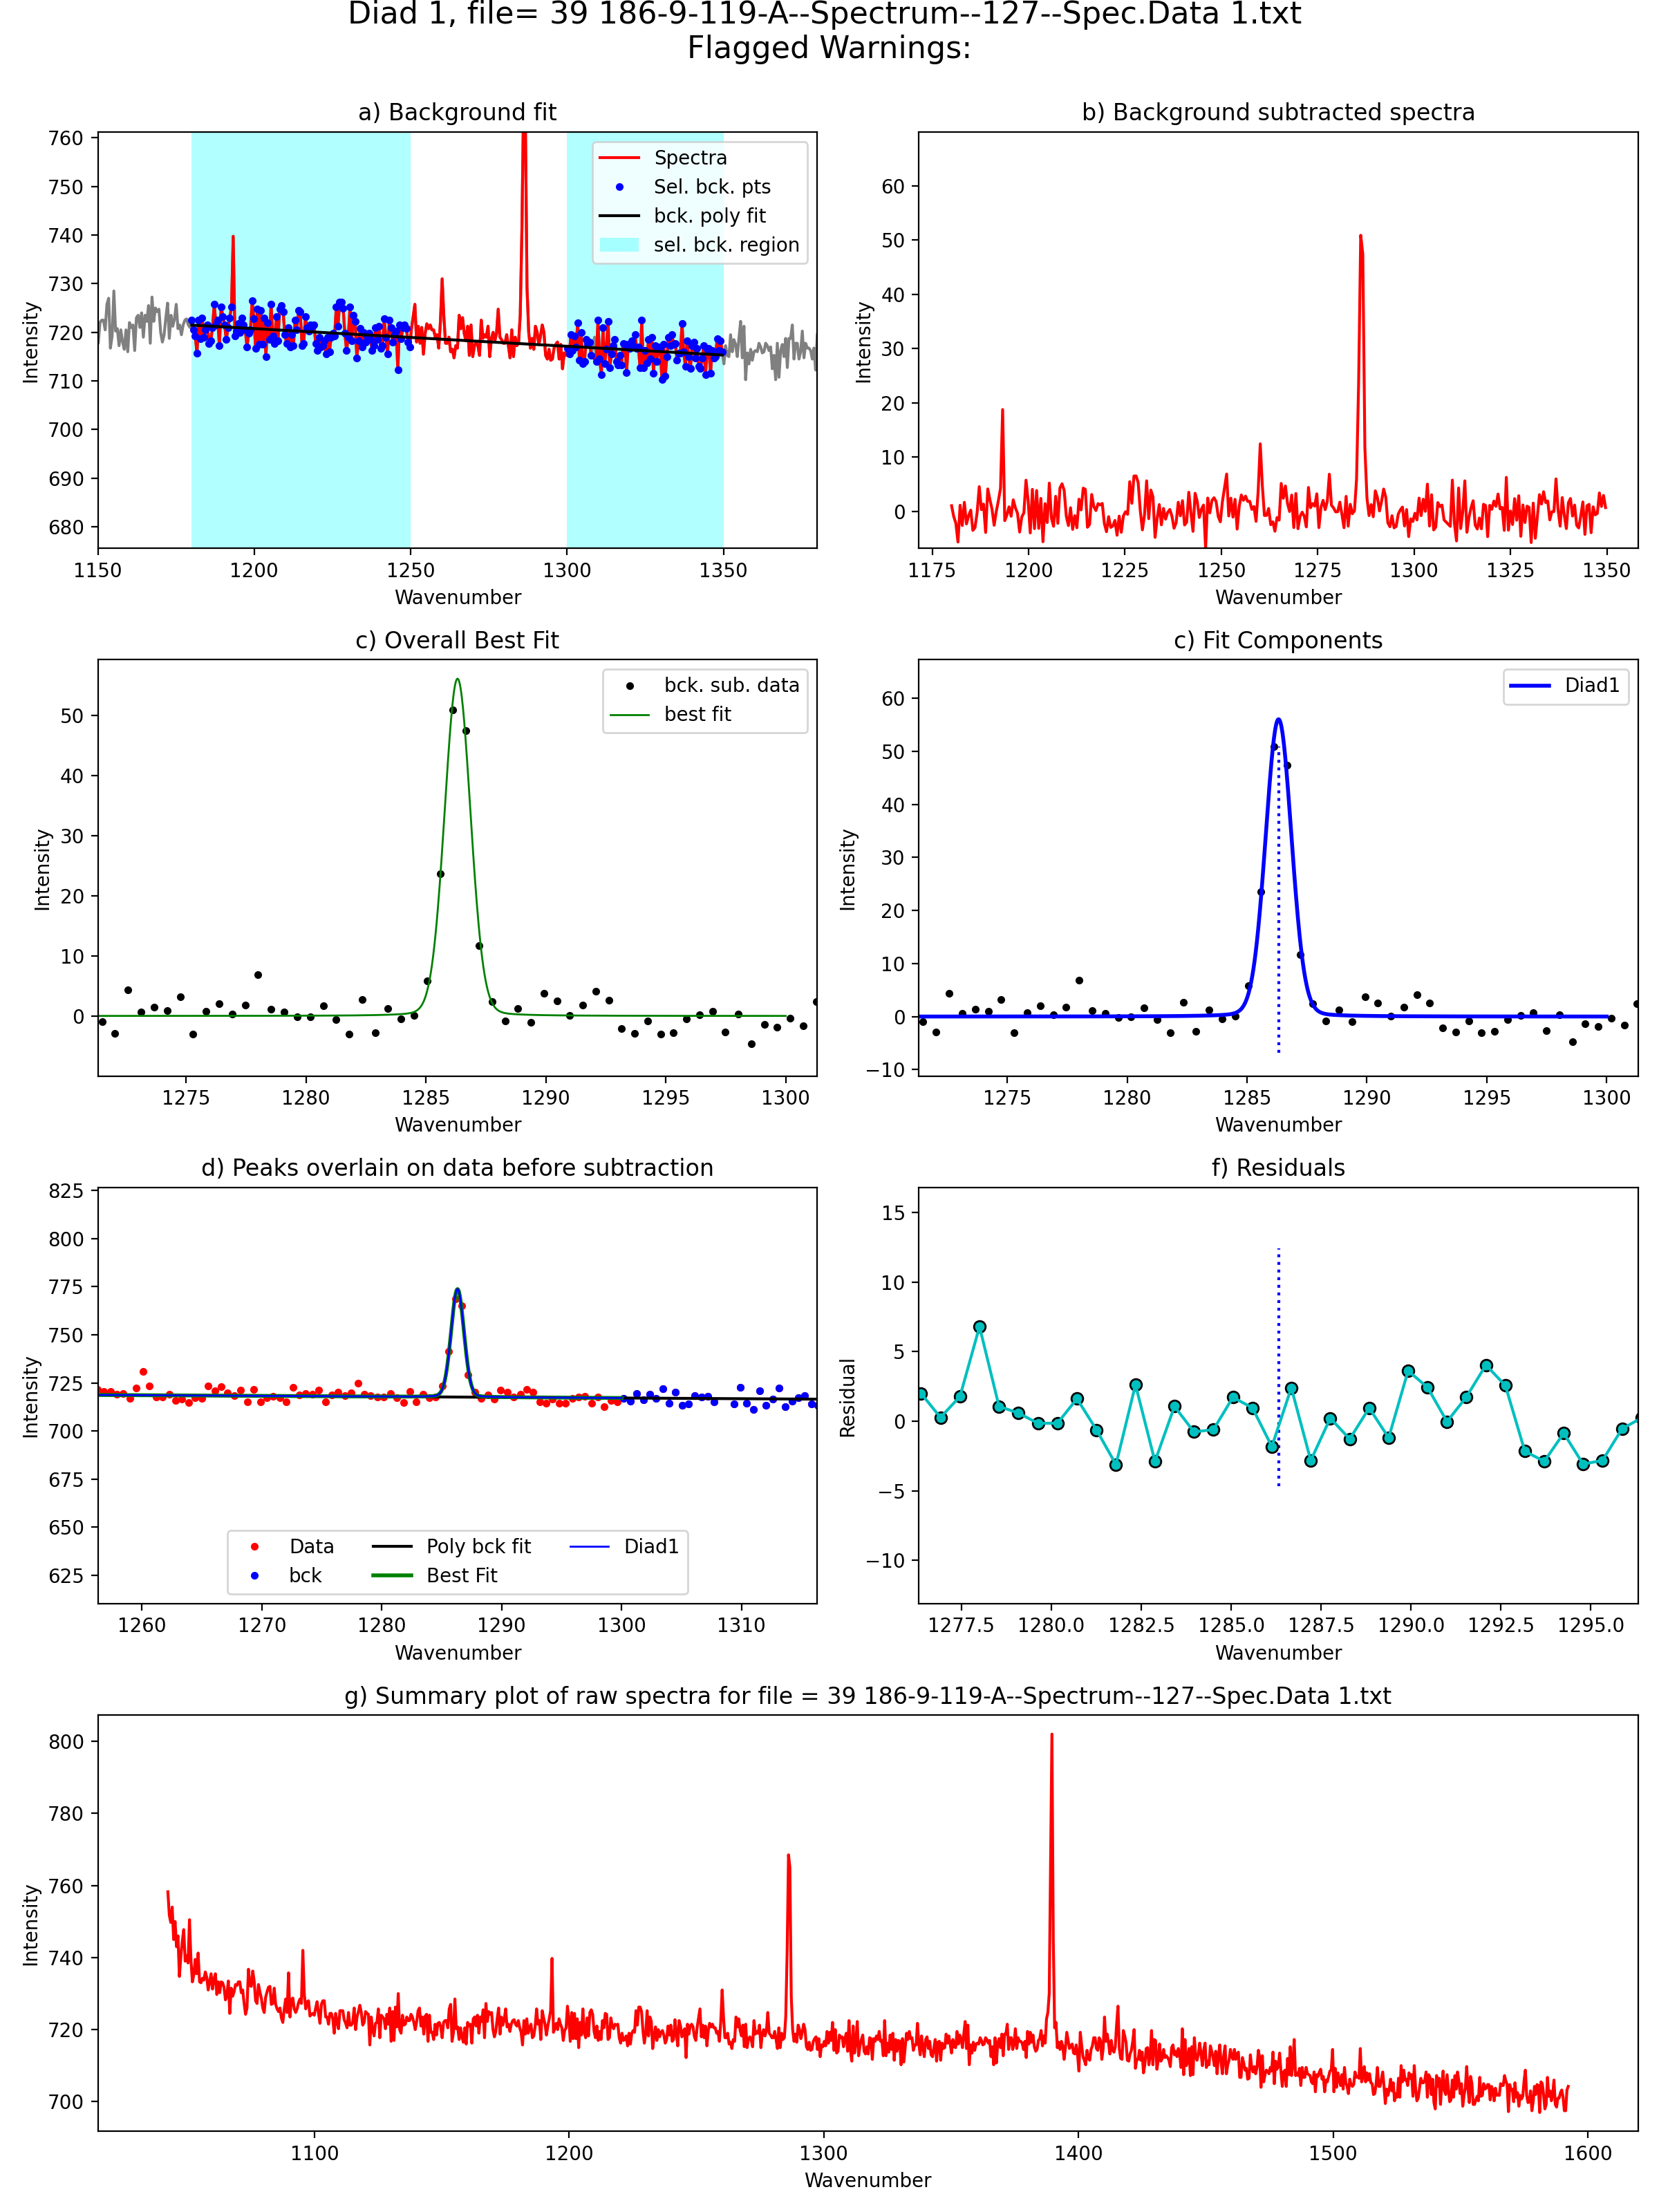 Diad 1, file= 39 186-9-119-A--Spectrum--127--Spec.Data 1.txt
Flagged Warnings:
a) Background fit
760
750
740
730
720
710
700
690
680
Intensity
Spectra
Sel. bck. pts
bck. poly fit
sel. bck. region
1150 1200 1250 1300 1350
Wavenumber
b) Background subtracted spectra
60
50
40
30
20
10
0
Intensity
1175 1200 1225 1250 1275 1300 1325 1350
Wavenumber
c) Overall Best Fit
50
40
30
20
10
0
Intensity
bck. sub. data
best fit
1275 1280 1285 1290 1295 1300
Wavenumber
c) Fit Components
60
50
40
30
20
10
0
−10
Intensity
Diad1
1275 1280 1285 1290 1295 1300
Wavenumber
d) Peaks overlain on data before subtraction
825
800
775
750
725
700
675
650
625
Intensity
Data Poly bck fit Diad1
bck Best Fit
1260 1270 1280 1290 1300 1310
Wavenumber
f) Residuals
15
10
5
0
−5
−10
Residual
1277.5 1280.0 1282.5 1285.0 1287.5 1290.0 1292.5 1295.0
Wavenumber
g) Summary plot of raw spectra for file = 39 186-9-119-A--Spectrum--127--Spec.Data 1.txt
800
780
760
740
720
700
Intensity
1100 1200 1300 1400 1500 1600
Wavenumber